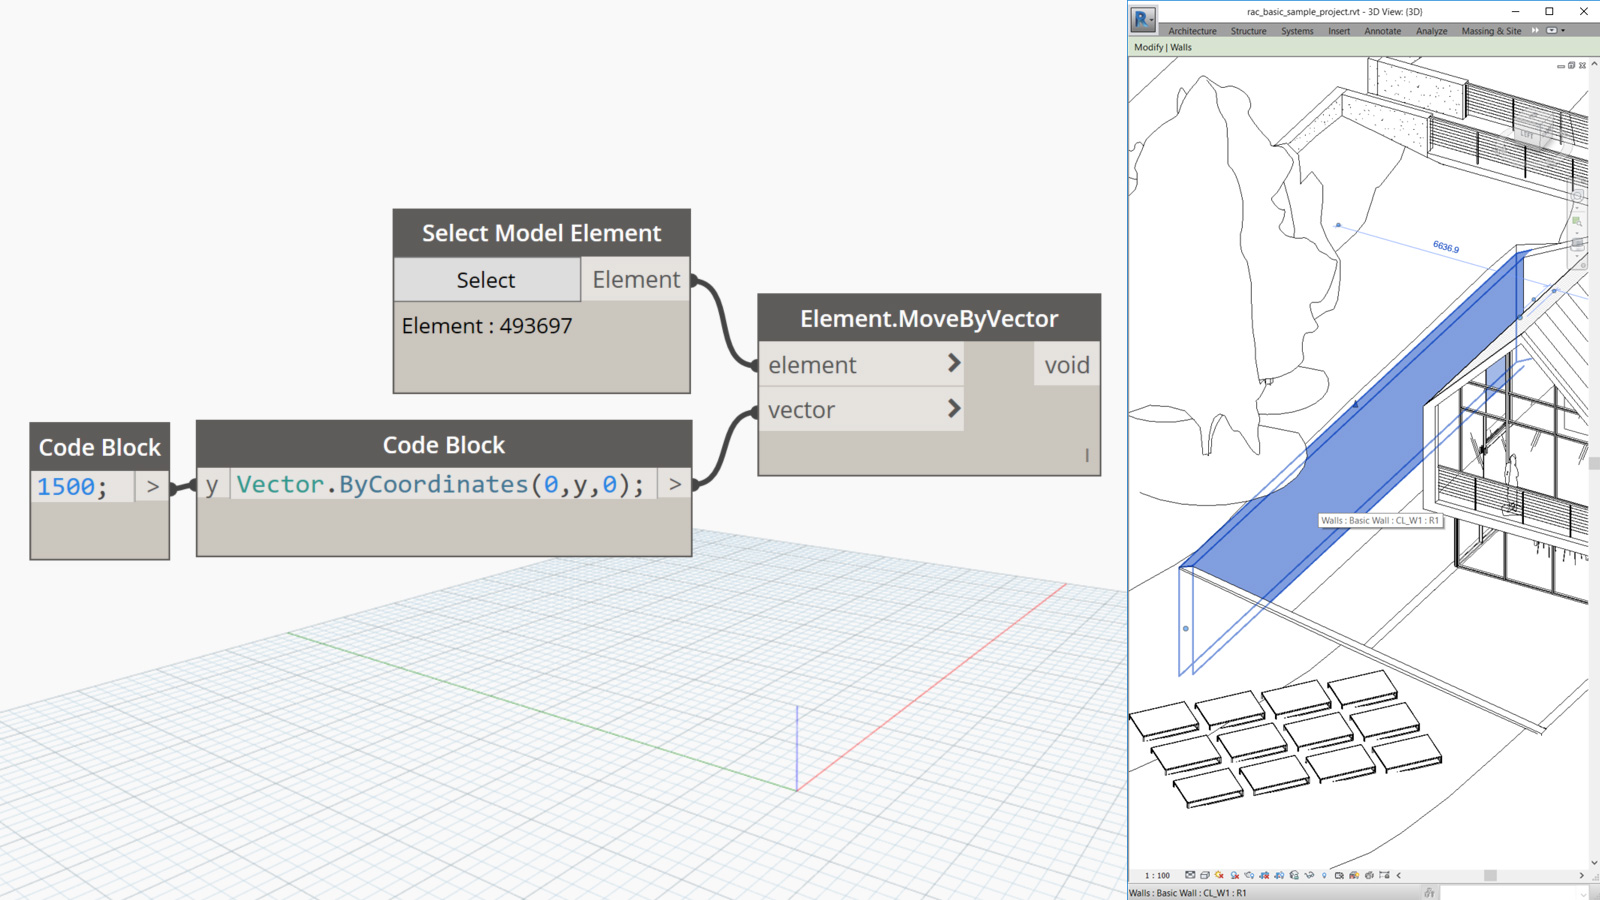 Select Model Element
Select
Element
Element : 493697
Element.MoveByVector
element
void
vector
Code Block
1500;
>
Code Block
y
Vector.ByCoordinates(0,y,0);
>
rac_basic_sample_project.rvt - 3D View: {3D}
Architecture Structure Systems Insert Annotate Analyze Massing & Site
Modify | Walls
6636.9
Walls : Basic Wall : CL_W1 : R1
1 : 100
Walls : Basic Wall : CL_W1 : R1